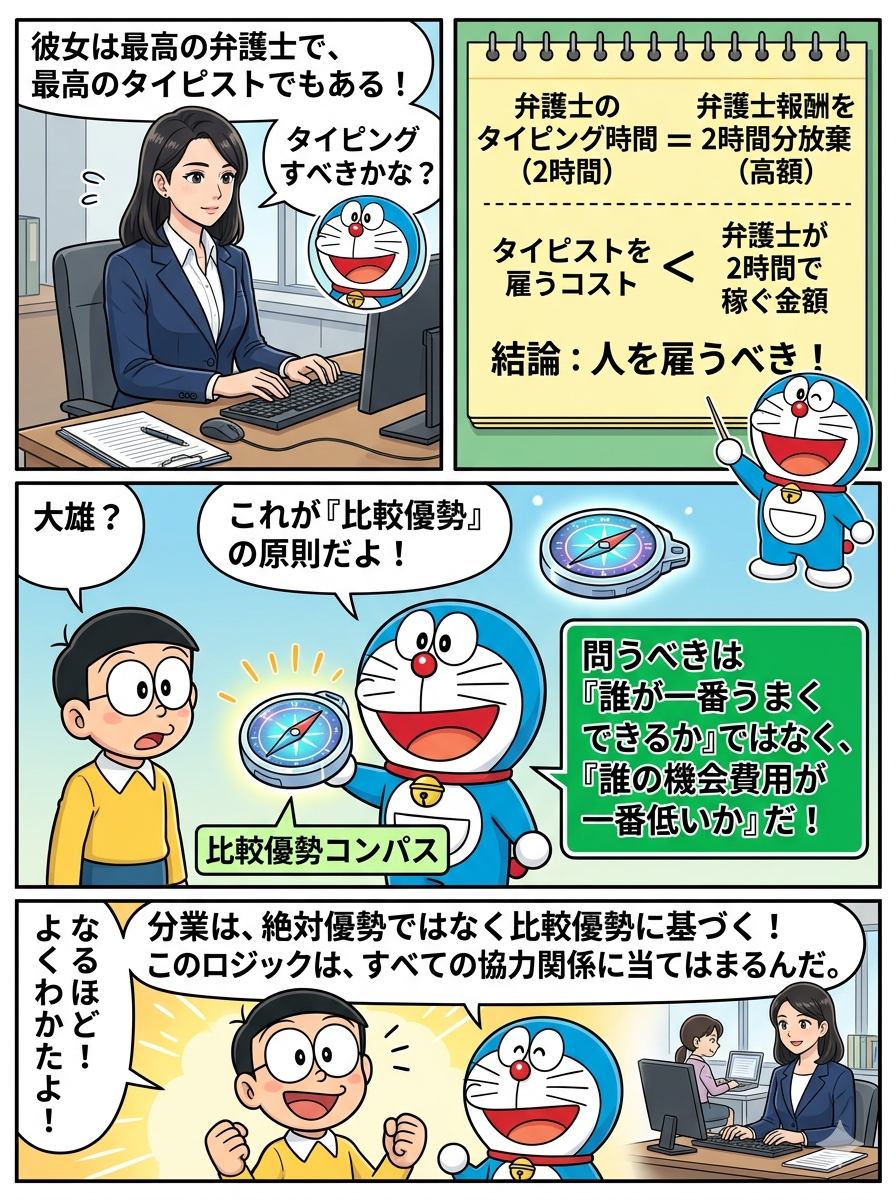 彼女は最高の弁護士で、
最高のタイピストでもある！
タイピング
すべきかな？
弁護士の
タイピング時間
（2時間）
＝
弁護士報酬を
2時間分放棄
（高額）
タイピストを
雇うコスト
＜
弁護士が
2時間で
稼ぐ金額
結論：人を雇うべき！
大雄？
これが『比較優勢』
の原則だよ！
比較優勢コンパス
問うべきは
『誰が一番うまく
できるか』ではなく、
『誰の機会費用が
一番低いか』だ！
なるほど！
よくわかたよ！
分業は、絶対優勢ではなく比較優勢に基づく！
このロジックは、すべての協力関係に当てはまるんだ。